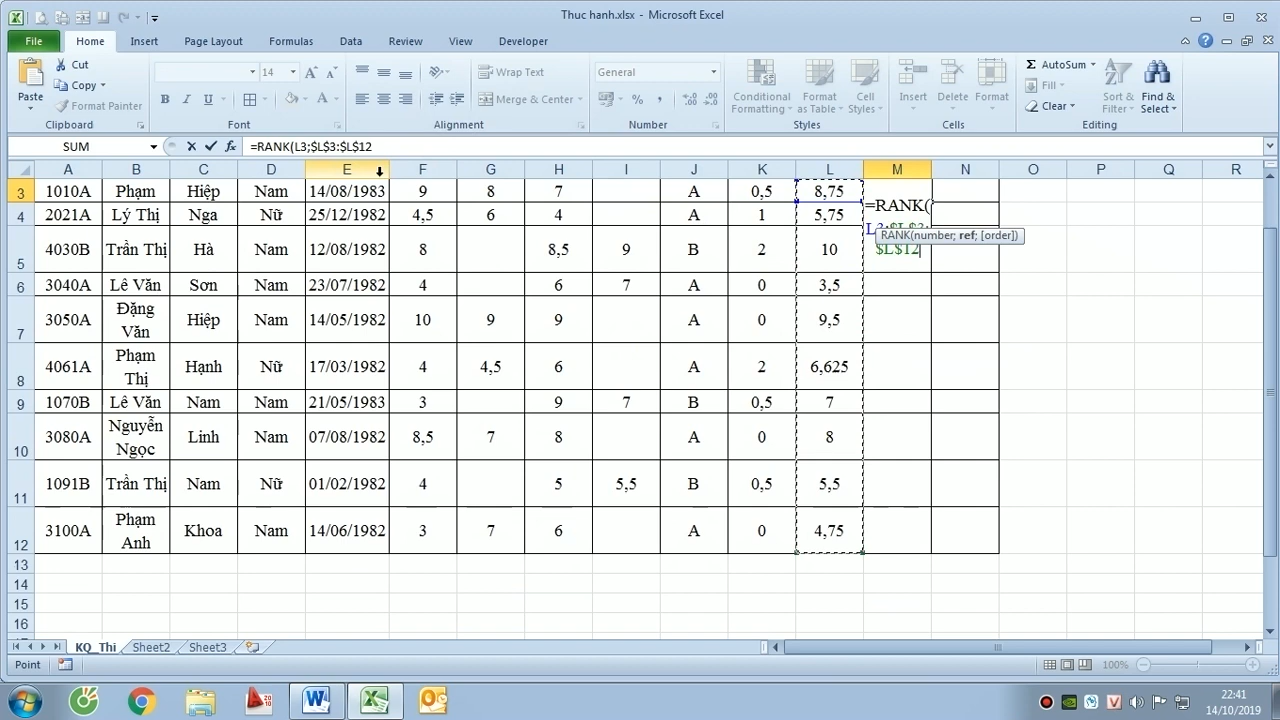 Thuc hanh.xlsx - Microsoft Excel
File Home Insert Page Layout Formulas Data Review View Developer
Paste Cut Copy Format Painter Clipboard
14 A A B I U A Font
Wrap Text Merge & Center Alignment
General % , Number
Conditional Formatting Format as Table Cell Styles Styles
Insert Delete Format Cells
Σ AutoSum Fill Clear Sort & Filter Find & Select Editing
SUM fx =RANK(L3;$L$3:$L$12
A B C D E F G H I J K L M N O P Q R
3 1010A Phạm Hiệp Nam 14/08/1983 9 8 7 A 0,5 8,75 =RANK(
4 2021A Lý Thị Nga Nữ 25/12/1982 4,5 6 4 A 1 5,75
RANK(number; ref; [order])
5 4030B Trần Thị Hà Nam 12/08/1982 8 8,5 9 B 2 10 $L$12
6 3040A Lê Văn Sơn Nam 23/07/1982 4 6 7 A 0 3,5
7 3050A Đặng Văn Hiệp Nam 14/05/1982 10 9 9 A 0 9,5
8 4061A Phạm Thị Hạnh Nữ 17/03/1982 4 4,5 6 A 2 6,625
9 1070B Lê Văn Nam Nam 21/05/1983 3 9 7 B 0,5 7
10 3080A Nguyễn Ngọc Linh Nam 07/08/1982 8,5 7 8 A 0 8
11 1091B Trần Thị Nam Nữ 01/02/1982 4 5 5,5 B 0,5 5,5
12 3100A Phạm Anh Khoa Nam 14/06/1982 3 7 6 A 0 4,75
13
14
15
16
KQ_Thi Sheet2 Sheet3
Point 100%
22:41
14/10/2019